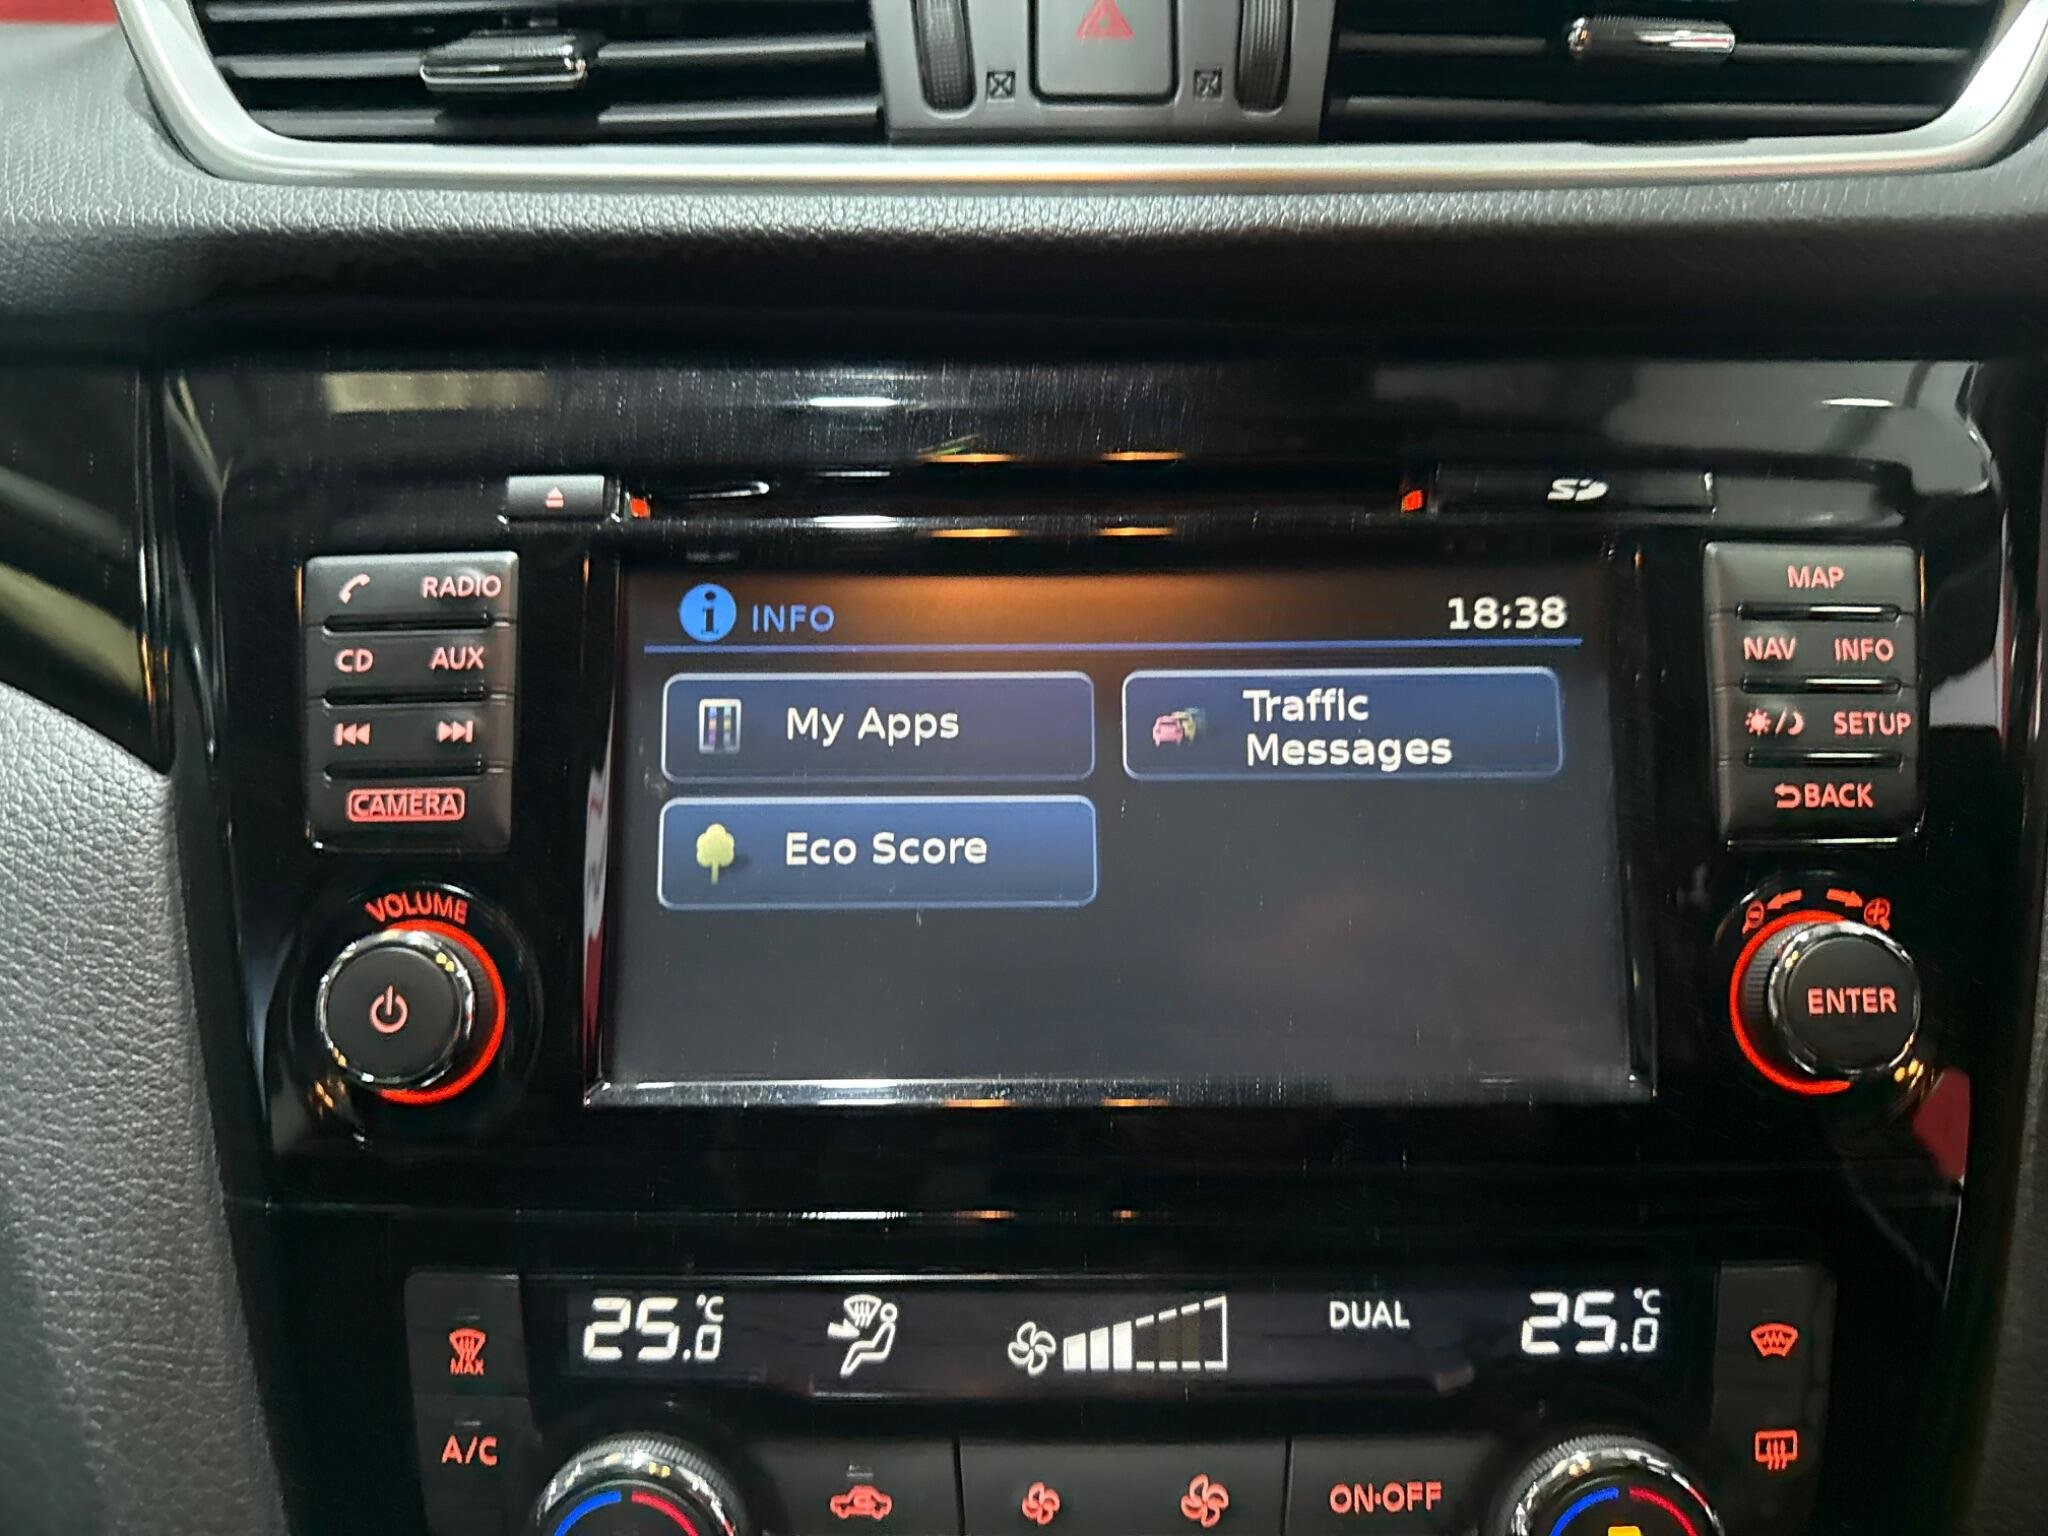 SD
RADIO
CD AUX
CAMERA
VOLUME
INFO
18:38
My Apps
Traffic
Messages
Eco Score
MAP
NAV INFO
SETUP
BACK
ENTER
25.0 °C
DUAL
25.0 °C
MAX
A/C
ON•OFF